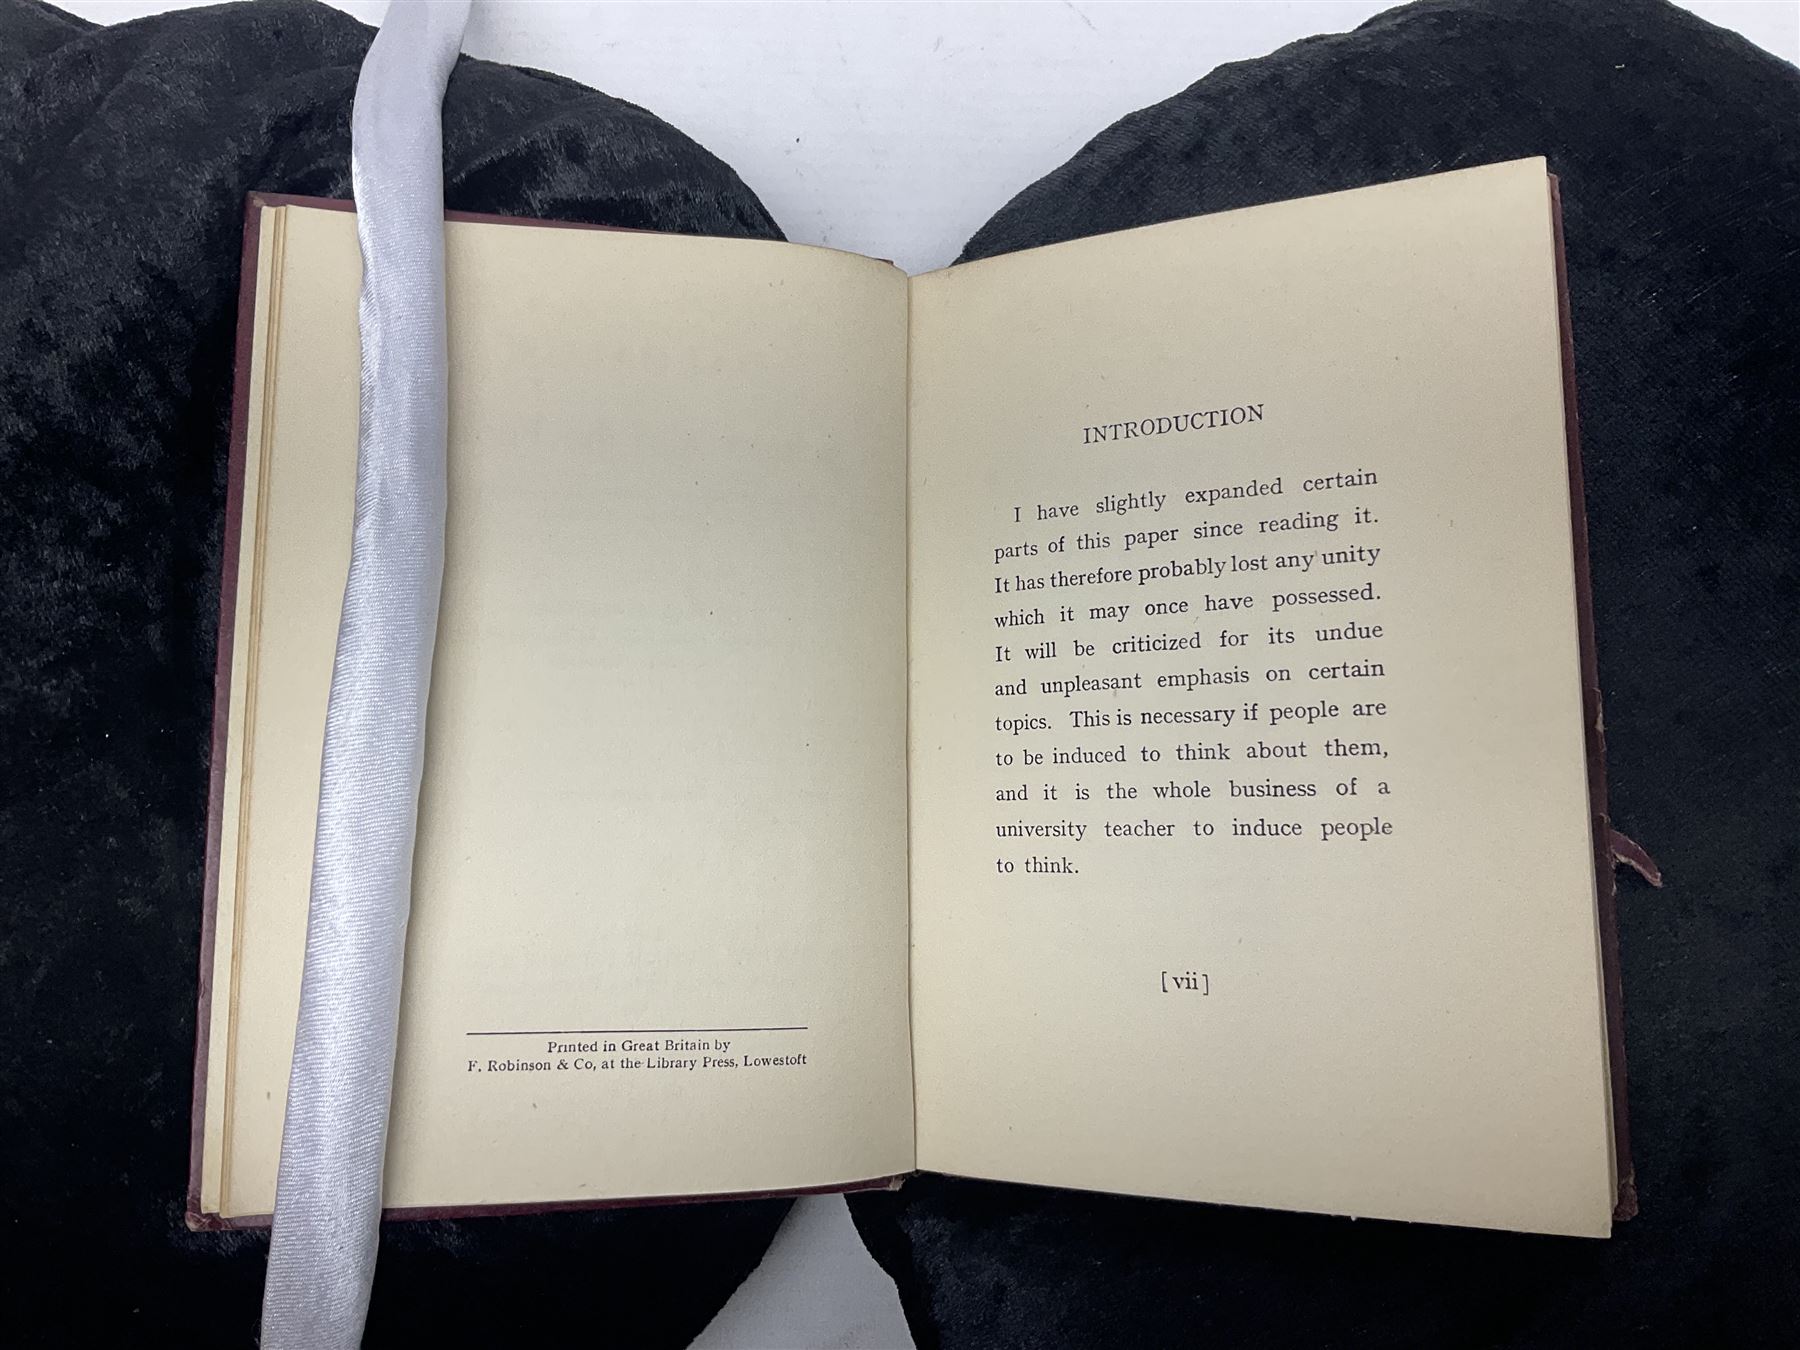 Printed in Great Britain by
F. Robinson & Co, at the Library Press, Lowestoft
INTRODUCTION
I have slightly expanded certain
parts of this paper since reading it.
It has therefore probably lost any unity
which it may once have possessed.
It will be criticized for its undue
and unpleasant emphasis on certain
topics. This is necessary if people are
to be induced to think about them,
and it is the whole business of a
university teacher to induce people
to think.
[ vii ]